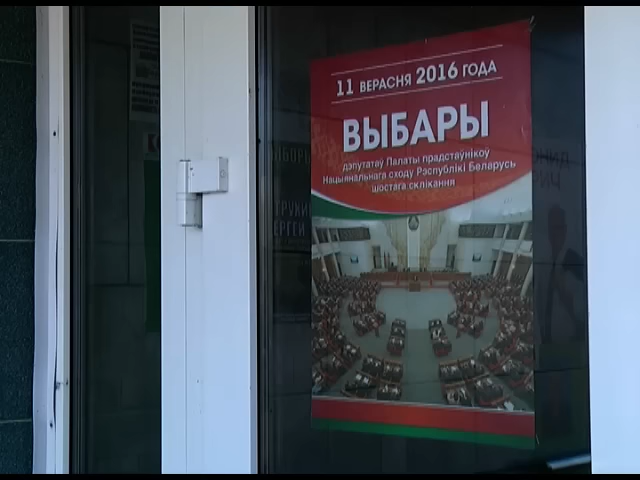 11 ВЕРАСНЯ 2016 ГОДА
ВЫБАРЫ
дэпутатаў Палаты прадстаўнікоў
Нацыянальнага сходу Рэспублікі Беларусь
шостага склікання